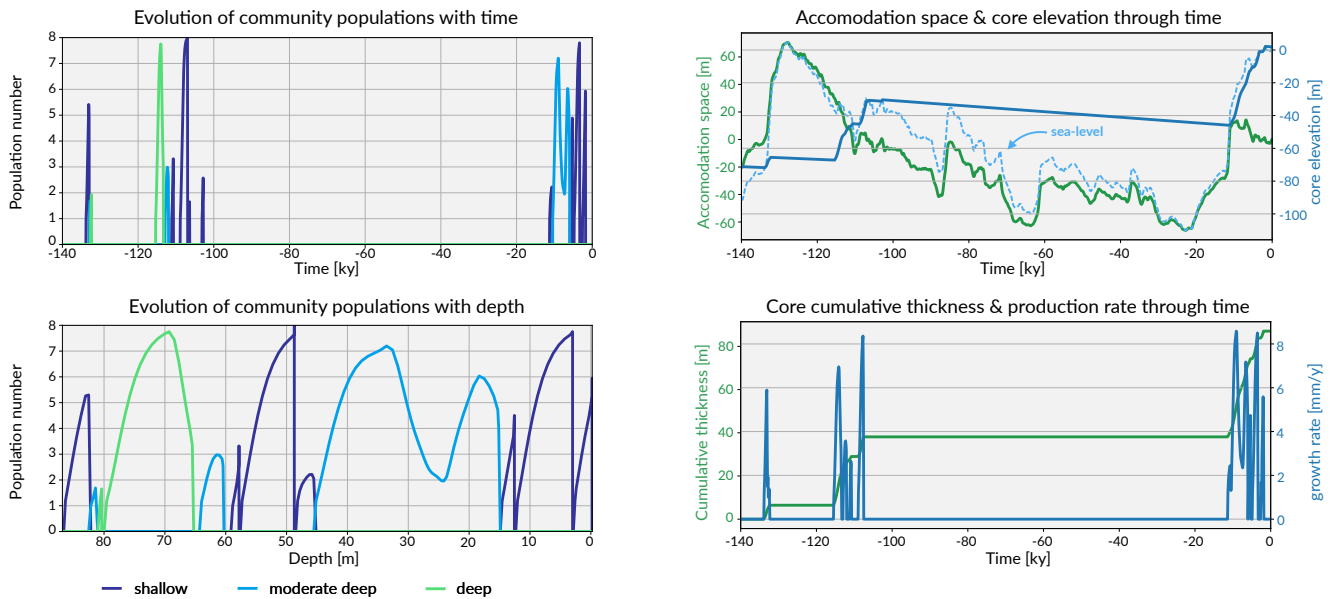 Evolution of community populations with time
Population number
8
7
6
5
4
3
2
1
0
-140 -120 -100 -80 -60 -40 -20 0
Time [ky]
Accomodation space & core elevation through time
Accomodation space [m]
60
40
20
0
-20
-40
-60
sea-level
0
-20
-40
-60
-80
-100
core elevation [m]
-140 -120 -100 -80 -60 -40 -20 0
Time [ky]
Evolution of community populations with depth
Population number
8
7
6
5
4
3
2
1
0
80 70 60 50 40 30 20 10 0
Depth [m]
shallow moderate deep deep
Core cumulative thickness & production rate through time
Cumulative thickness [m]
80
60
40
20
0
8
6
4
2
0
growth rate [mm/y]
-140 -120 -100 -80 -60 -40 -20 0
Time [ky]